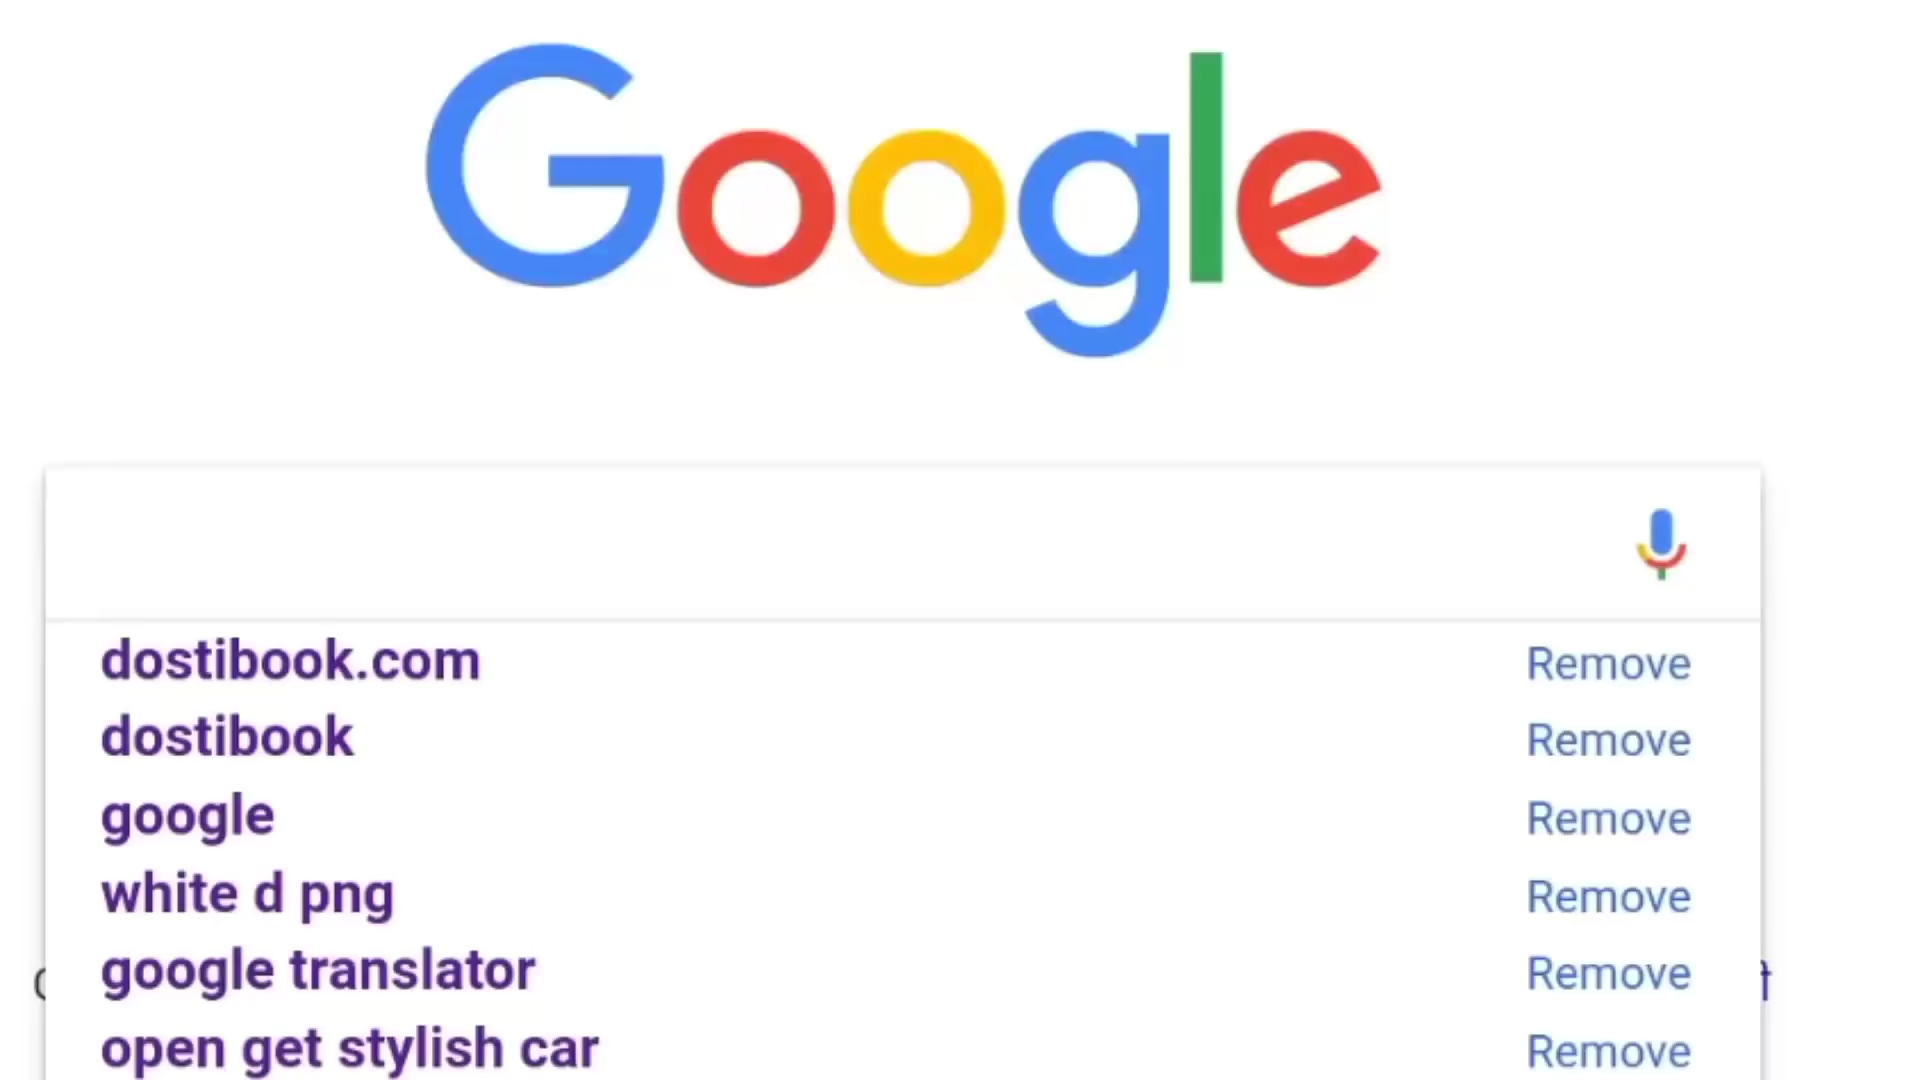 Google
dostibook.com Remove
dostibook Remove
google Remove
white d png Remove
google translator Remove
open get stylish car Remove